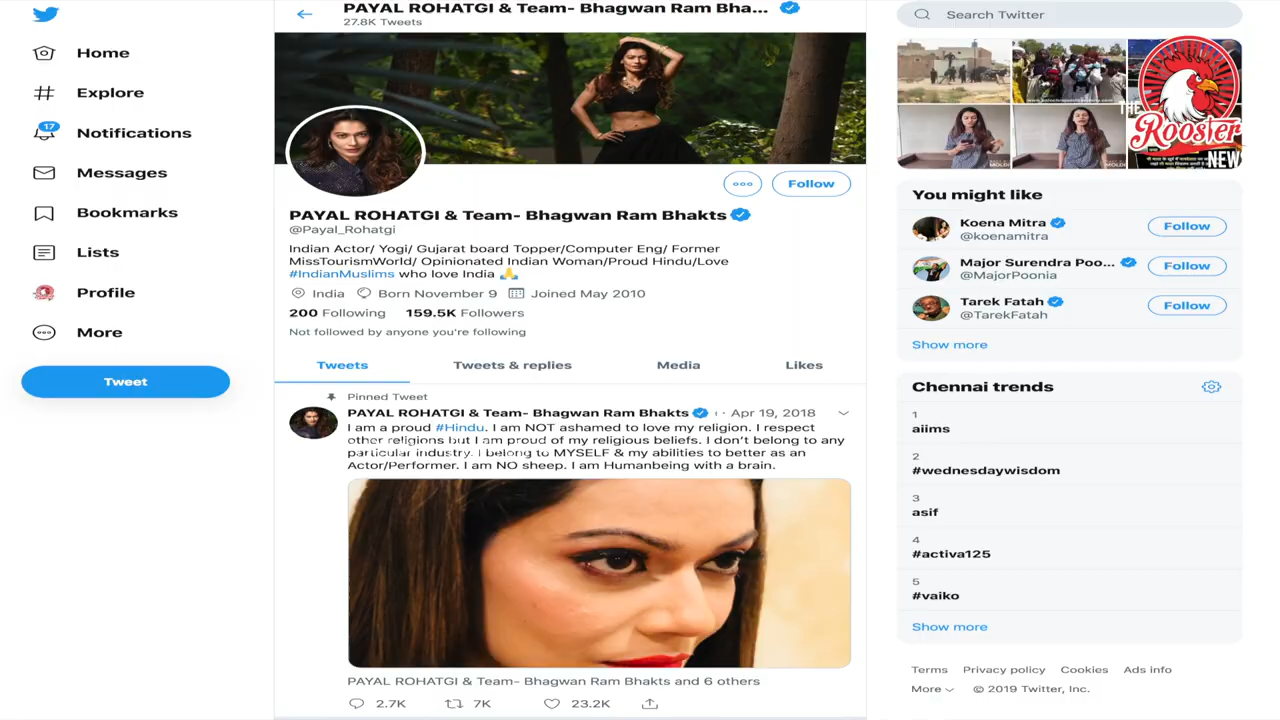 PAYAL ROHATGI & Team- Bhagwan Ram Bha...
27.8K Tweets
Search Twitter
Home
Explore
17
Notifications
Messages
Bookmarks
Lists
Profile
More
Tweet
Follow
PAYAL ROHATGI & Team- Bhagwan Ram Bhakts
@Payal_Rohatgi
Indian Actor/ Yogi/ Gujarat board Topper/Computer Eng/ Former
MissTourismWorld/ Opinionated Indian Woman/Proud Hindu/Love
#IndianMuslims who love India 🙏
India Born November 9 Joined May 2010
200 Following 159.5K Followers
Not followed by anyone you're following
Tweets Tweets & replies Media Likes
Pinned Tweet
PAYAL ROHATGI & Team- Bhagwan Ram Bhakts · Apr 19, 2018
I am a proud #Hindu. I am NOT ashamed to love my religion. I respect
other religions but I am proud of my religious beliefs. I don't belong to any
particular industry. I belong to MYSELF & my abilities to better as an
Actor/Performer. I am NO sheep. I am Humanbeing with a brain.
PAYAL ROHATGI & Team- Bhagwan Ram Bhakts and 6 others
2.7K 7K 23.2K
THE
Rooster
NEWS
You might like
Koena Mitra
@koenamitra
Follow
Major Surendra Poo...
@MajorPoonia
Follow
Tarek Fatah
@TarekFatah
Follow
Show more
Chennai trends
1
aiims
2
#wednesdaywisdom
3
asif
4
#activa125
5
#vaiko
Show more
Terms Privacy policy Cookies Ads info
More © 2019 Twitter, Inc.